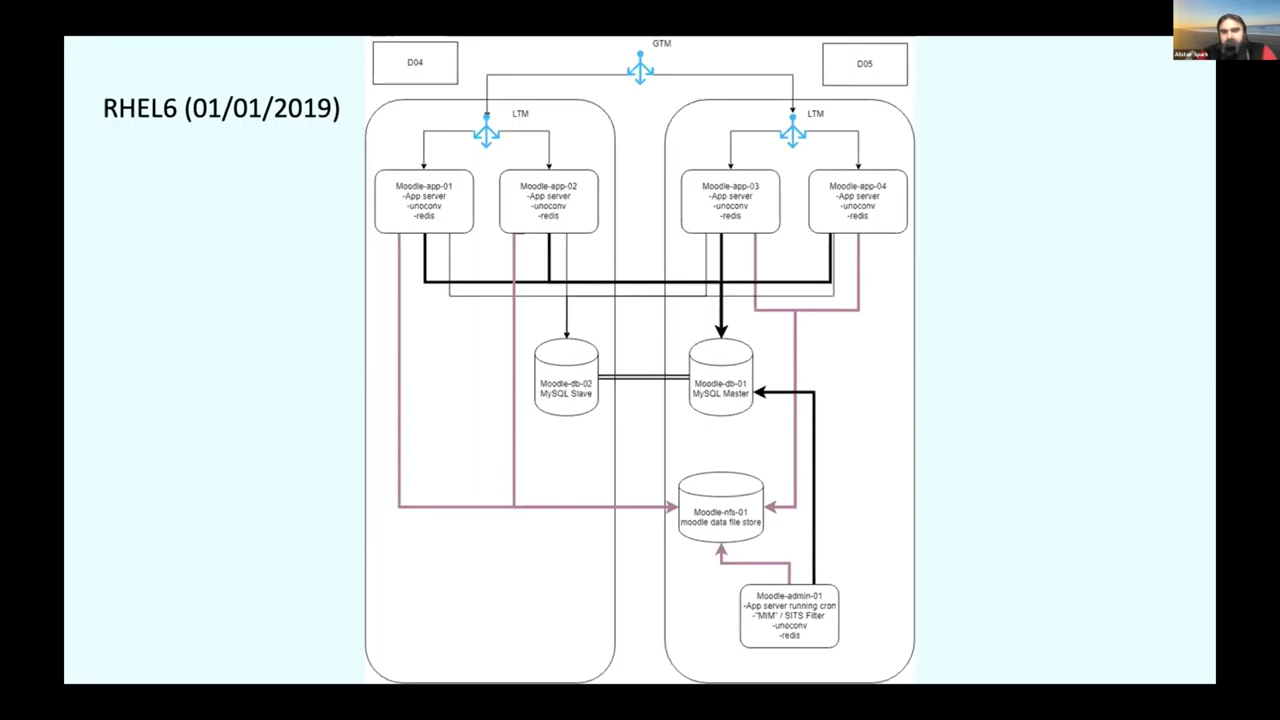 GTM
D04
D05
RHEL6 (01/01/2019)
LTM
LTM
Moodle-app-01
-App server
-unoconv
-redis
Moodle-app-02
-App server
-unoconv
-redis
Moodle-app-03
-App server
-unoconv
-redis
Moodle-app-04
-App server
-unoconv
-redis
Moodle-db-02
MySQL Slave
Moodle-db-01
MySQL Master
Moodle-nfs-01
moodle data file store
Moodle-admin-01
-App server running cron
-"MIM" / SITS Filter
-unoconv
-redis
Alistair Spark